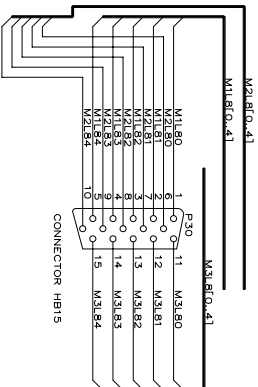 M2L8[0..4]
M1L8[0..4]
M3L8[0..4]
P30
M1L80 1
M2L80 6
M1L81 2
M2L81 7
M1L82 3
M2L82 8
M1L83 4
M2L83 9
M1L84 5
M2L84 10
11 M3L80
12 M3L81
13 M3L82
14 M3L83
15 M3L84
CONNECTOR HB15